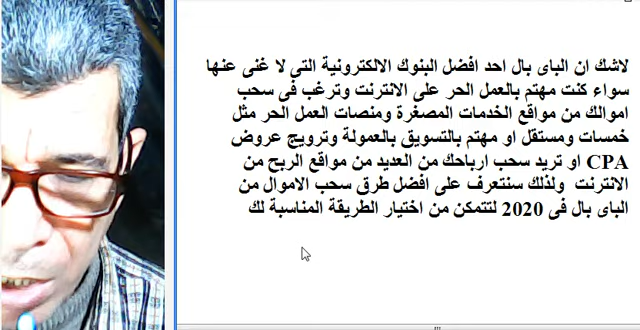 لاشك ان الباى بال احد افضل البنوك الالكترونية التى لا غنى عنها
سواء كنت مهتم بالعمل الحر على الانترنت وترغب فى سحب
اموالك من مواقع الخدمات المصغرة ومنصات العمل الحر مثل
خمسات ومستقل او مهتم بالتسويق بالعمولة وترويج عروض
CPA او تريد سحب ارباحك من العديد من مواقع الربح من
الانترنت ولذلك سنتعرف على افضل طرق سحب الاموال من
الباى بال فى 2020 لتتمكن من اختيار الطريقة المناسبة لك